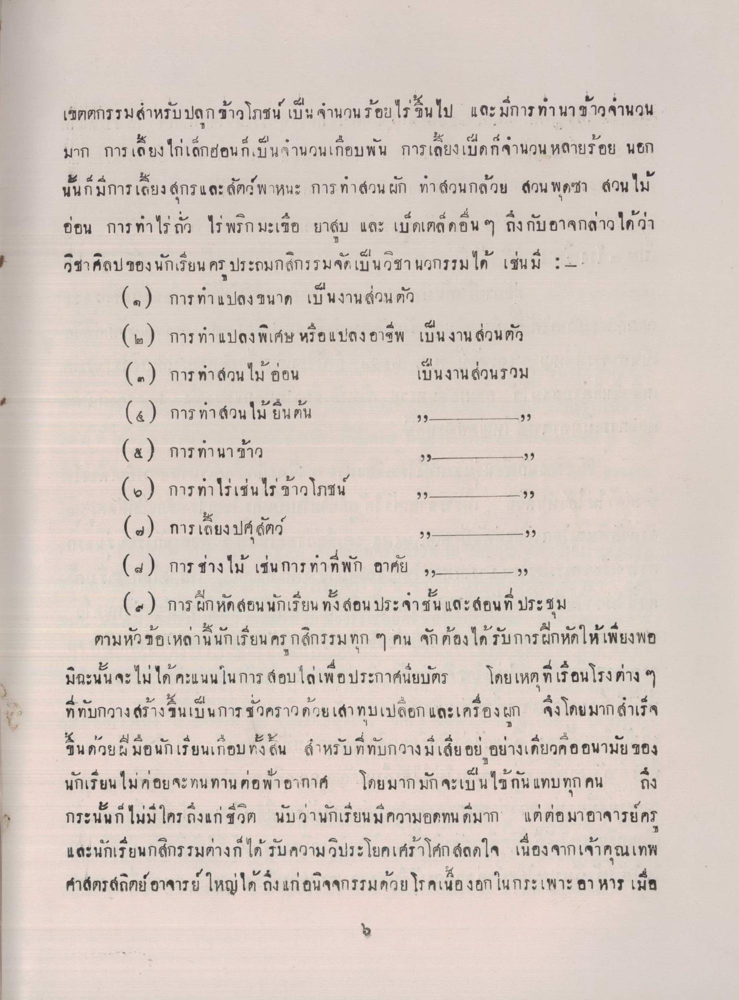 เขตตกรรมสำหรับปลูกข้าวโภชน์ เป็นจำนวนร้อยไร่ขึ้นไป และมีการทำนาข้าวจำนวน
มาก การเลี้ยงไก่เล็กฮอนก็เป็นจำนวนเกือบพัน การเลี้ยงเป็ดก็จำนวนหลายร้อย นอก
นั้นก็มีการเลี้ยงสุกรและสัตว์พาหนะ การทำสวนผัก ทำสวนกล้วย สวนพุดซา สวนไม้
อ่อน การทำไร่ถั่ว ไร่พริกมะเขือ ยาสูบ และ เบ็ดเตล็ดอื่นๆ ถึงกับอาจกล่าวได้ว่า
วิชาศิลปของนักเรียนครูประถมกสิกรรมจัดเป็นวิชานวกรรมได้ เช่นมี :—
(๑) การทำแปลงขนาด เป็นงานส่วนตัว
(๒) การทำแปลงพิเศษหรือแปลงอาชีพ เป็นงานส่วนตัว
(๓) การทำสวนไม้อ่อน เป็นงานส่วนรวม
(๔) การทำสวนไม้ยืนต้น ,,————,,
(๕) การทำนาข้าว ,,————,,
(๖) การทำไร่เช่นไร่ข้าวโภชน์ ,,————,,
(๗) การเลี้ยงปศุสัตว์ ,,————,,
(๘) การช่างไม้ เช่นการทำที่พัก อาศัย ,,————,,
(๙) การฝึกหัดสอนนักเรียนทั้งสอนประจำชั้นและสอนที่ประชุม
ตามหัวข้อเหล่านี้นักเรียนครูกสิกรรมทุก ๆ คน จักต้องได้รับการฝึกหัดให้เพียงพอ
มิฉะนั้นจะไม่ได้คะแนนในการสอบไล่เพื่อประกาศนียบัตร โดยเหตุที่เรือนโรงต่าง ๆ
ที่ทับกวางสร้างขึ้นเป็นการชั่วคราวด้วยเสาทุบเปลือกและเครื่องผูก จึงโดยมากสำเร็จ
ขึ้นด้วยฝีมือนักเรียนเกือบทั้งสิ้น สำหรับที่ทับกวางมีเสียอยู่อย่างเดียวคืออนามัยของ
นักเรียนไม่ค่อยจะทนทานต่อฟ้าอากาศ โดยมากมักจะเป็นไข้กันแทบทุกคน ถึง
กระนั้นก็ไม่มีใครถึงแก่ชีวิต นับว่านักเรียนมีความอดทนดีมาก แต่ต่อมาอาจารย์ครู
และนักเรียนกสิกรรมต่างก็ได้รับความวิประโยคเศร้าโศกสลดใจ เนื่องจากเจ้าคุณเทพ
ศาสตรสถิตย์อาจารย์ใหญ่ได้ถึงแก่อนิจจกรรมด้วยโรคเนื้องอกในกระเพาะอาหาร เมื่อ
๖